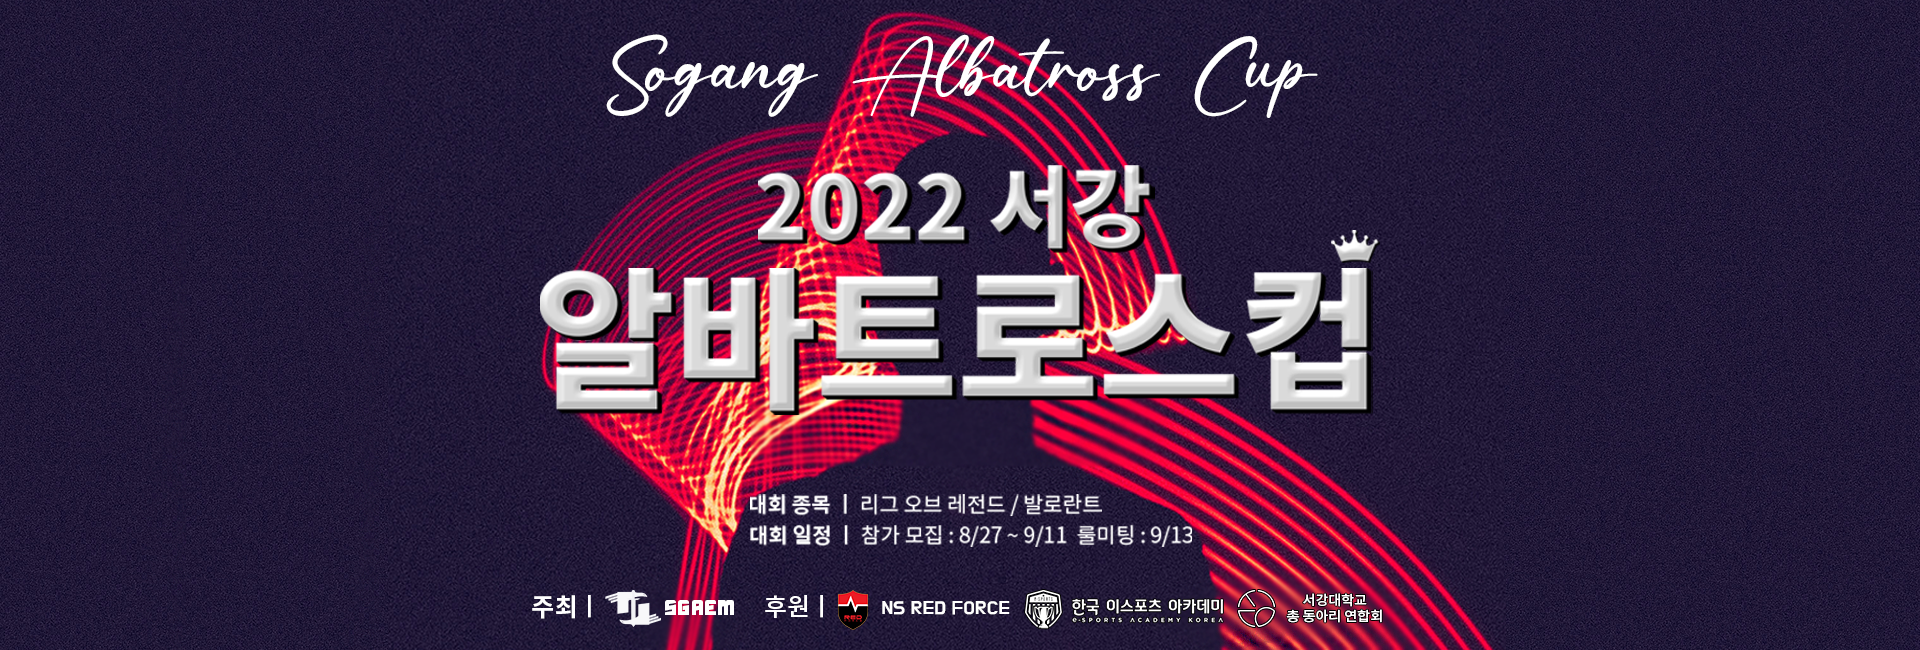 Sogang Albatross Cup
2022 서강
알바트로스컵
대회 종목 | 리그 오브 레전드 / 발로란트
대회 일정 | 참가 모집 : 8/27 ~ 9/11 룰미팅 : 9/13
주최 | SGAEM 후원 | NS RED FORCE 한국 이스포츠 아카데미
e-SPORTS ACADEMY KOREA
서강대학교
총 동아리 연합회